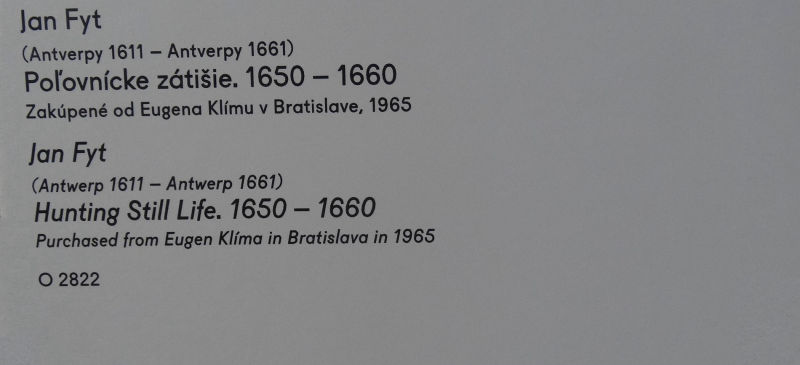 Jan Fyt
(Antverpy 1611 – Antverpy 1661)
Poľovnícke zátišie. 1650 – 1660
Zakúpené od Eugena Klímu v Bratislave, 1965
Jan Fyt
(Antwerp 1611 – Antwerp 1661)
Hunting Still Life. 1650 – 1660
Purchased from Eugen Klíma in Bratislava in 1965
O 2822